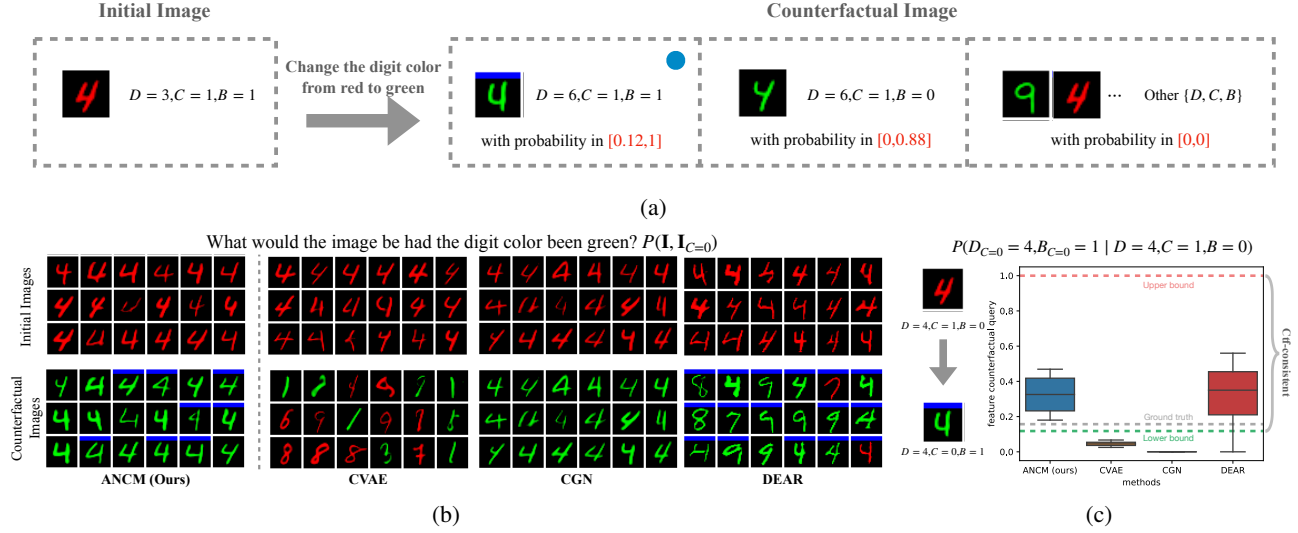 Initial Image
Counterfactual Image
D = 3,C = 1,B = 1
Change the digit color
from red to
green
D = 6,C = 1,B = 1
with probability in [0.12,1]
D = 6,C = 1,B = 0
with probability in [0,0.88]
··· Other {D, C, B}
with probability in [0,0]
(a)
What would the image be had the digit color been green? P(I, I_{C=0})
Initial Images
Counterfactual
Images
ANCM (Ours)
CVAE
CGN
DEAR
(b)
P(D_{C=0} = 4,B_{C=0} = 1 | D = 4,C = 1,B = 0)
D = 4,C = 1,B = 0
D = 4,C = 0,B = 1
feature counterfactual query
1.0
0.8
0.6
0.4
0.2
0.0
Upper bound
Ground truth
Lower bound
Ctf-consistent
ANCM (ours)
CVAE
CGN
DEAR
methods
(c)